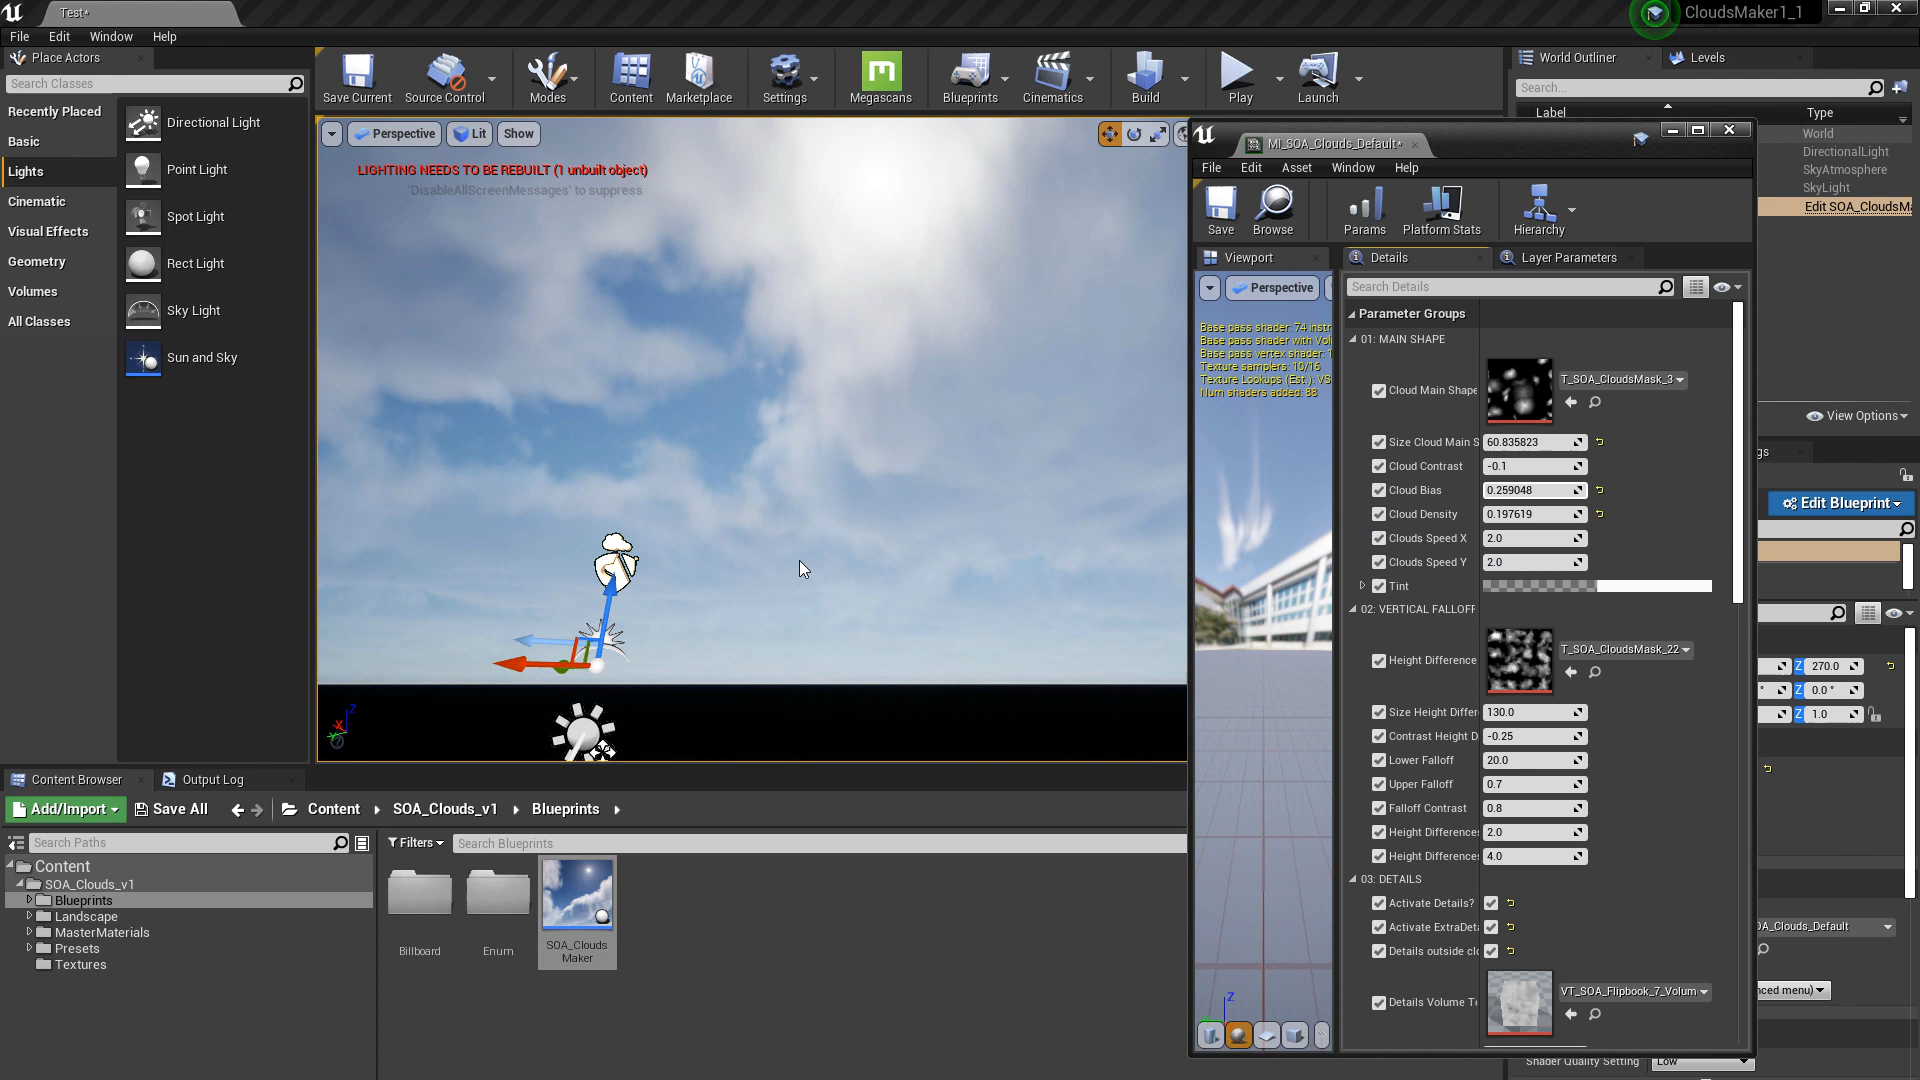 Test*
CloudsMaker1_1
File Edit Window Help
Place Actors
Search Classes
Recently Placed
Basic
Lights
Cinematic
Visual Effects
Geometry
Volumes
All Classes
Directional Light
Point Light
Spot Light
Rect Light
Sky Light
Sun and Sky
Save Current
Source Control
Modes
Content
Marketplace
Settings
Megascans
Blueprints
Cinematics
Build
Play
Launch
Perspective
Lit
Show
LIGHTING NEEDS TO BE REBUILT (1 unbuilt object)
'DisableAllScreenMessages' to suppress
X
Z
World Outliner
Levels
Search...
Label
Type
World
DirectionalLight
SkyAtmosphere
SkyLight
Edit SOA_CloudsMa
View Options
gs
Edit Blueprint
Z 270.0
Z 0.0 °
Z 1.0
OA_Clouds_Default
nced menu)
Shader Quality Setting
Low
MI_SOA_Clouds_Default*
File Edit Asset Window Help
Save
Browse
Params
Platform Stats
Hierarchy
Viewport
Perspective
Base pass shader: 74 instr
Base pass shader with Vol
Base pass vertex shader: 1
Texture samplers: 10/16
Texture Lookups (Est.): VS
Num shaders added: 88
Z
Details
Layer Parameters
Search Details
Parameter Groups
01: MAIN SHAPE
Cloud Main Shape
T_SOA_CloudsMask_3
Size Cloud Main S 60.835823
Cloud Contrast -0.1
Cloud Bias 0.259048
Cloud Density 0.197619
Clouds Speed X 2.0
Clouds Speed Y 2.0
Tint
02: VERTICAL FALLOFF
Height Difference
T_SOA_CloudsMask_22
Size Height Differ 130.0
Contrast Height D -0.25
Lower Falloff 20.0
Upper Falloff 0.7
Falloff Contrast 0.8
Height Differences 2.0
Height Differences 4.0
03: DETAILS
Activate Details?
Activate ExtraDeta
Details outside clo
Details Volume Te
VT_SOA_Flipbook_7_Volum
Content Browser
Output Log
Add/Import
Save All
Content
SOA_Clouds_v1
Blueprints
Search Paths
Filters
Search Blueprints
Content
SOA_Clouds_v1
Blueprints
Landscape
MasterMaterials
Presets
Textures
Billboard
Enum
SOA_Clouds
Maker